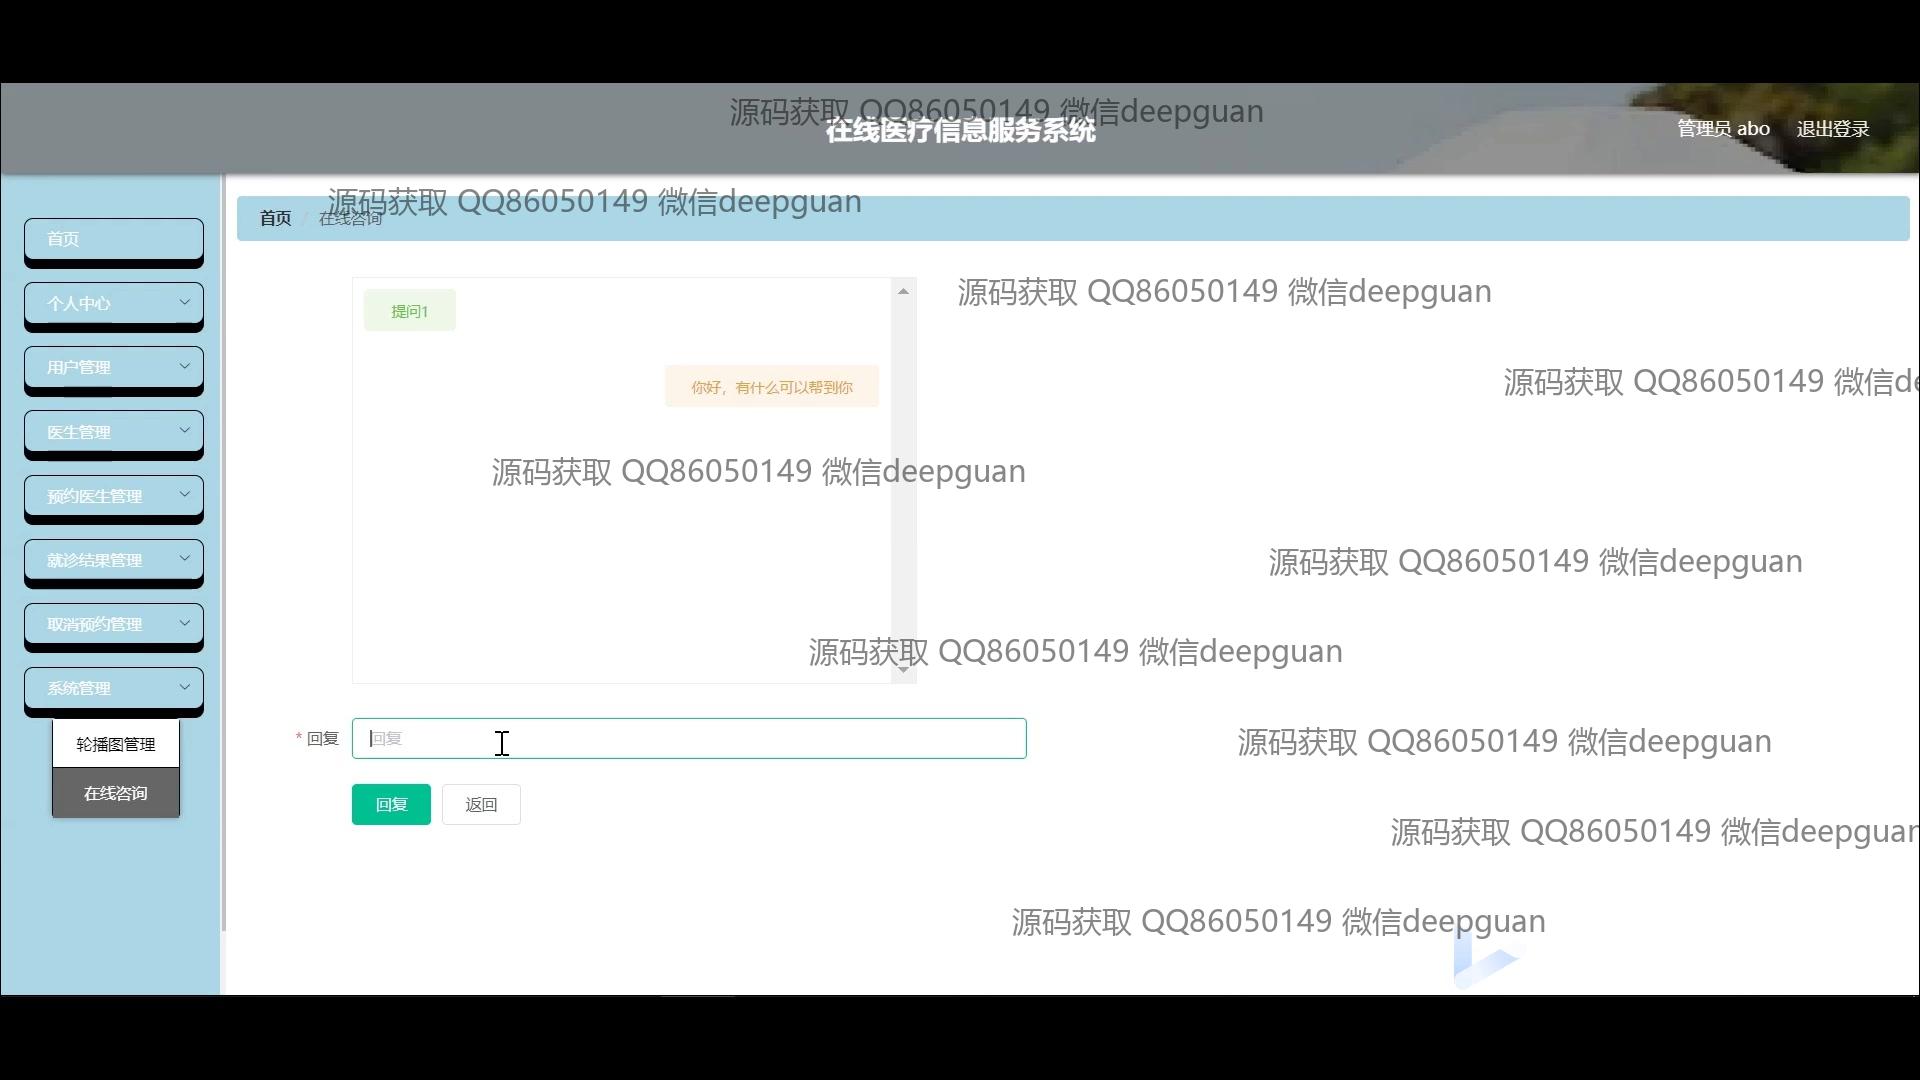 源码获取 QQ86050149 微信deepguan
在线医疗信息服务系统
管理员 abo 退出登录
源码获取 QQ86050149 微信deepguan
首页 / 在线咨询
首页
源码获取 QQ86050149 微信deepguan
个人中心
提问1
用户管理
你好，有什么可以帮到你
源码获取 QQ86050149 微信de
医生管理
源码获取 QQ86050149 微信deepguan
预约医生管理
就诊结果管理
源码获取 QQ86050149 微信deepguan
取消预约管理
源码获取 QQ86050149 微信deepguan
系统管理
轮播图管理
* 回复 回复
源码获取 QQ86050149 微信deepguan
在线咨询
回复 返回
源码获取 QQ86050149 微信deepguan
源码获取 QQ86050149 微信deepguan